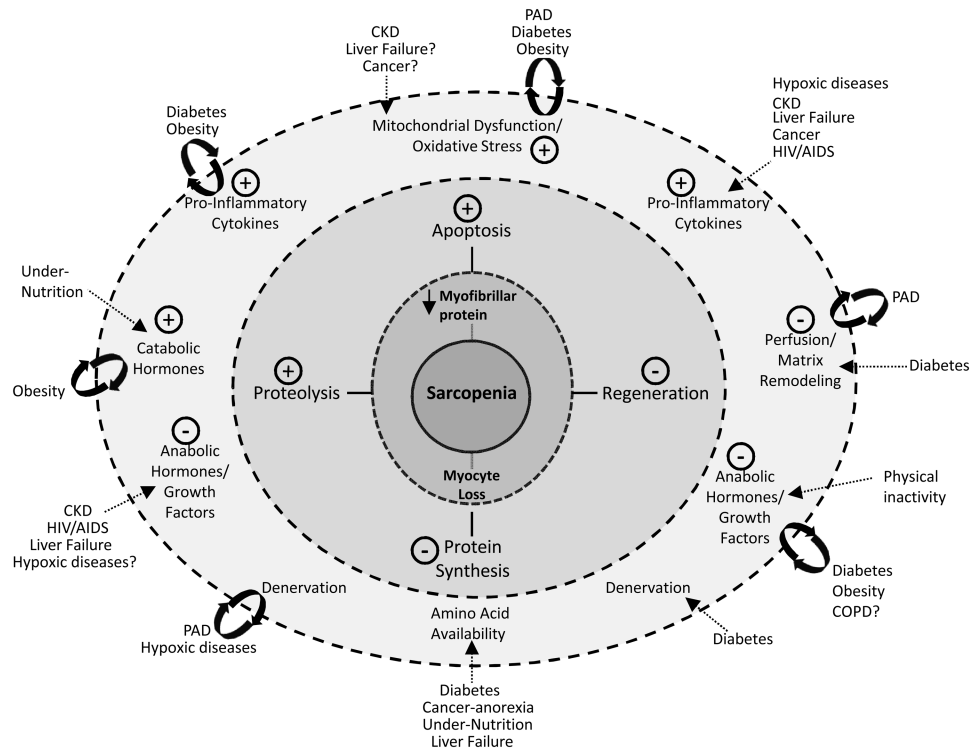 CKD
Liver Failure?
Cancer?
PAD
Diabetes
Obesity
Hypoxic diseases
CKD
Liver Failure
Cancer
HIV/AIDS
Diabetes
Obesity
Mitochondrial Dysfunction/
Oxidative Stress
+
+
Pro-Inflammatory
Cytokines
+
Pro-Inflammatory
Cytokines
+
Apoptosis
Under-
Nutrition
+
Catabolic
Hormones
Obesity
Myofibrillar
protein
PAD
-
Perfusion/
Matrix
Remodeling
Diabetes
+
Proteolysis
Sarcopenia
-
Regeneration
-
Anabolic
Hormones/
Growth
Factors
Myocyte
Loss
-
Anabolic
Hormones/
Growth
Factors
Physical
inactivity
CKD
HIV/AIDS
Liver Failure
Hypoxic diseases?
-
Protein
Synthesis
Diabetes
Obesity
COPD?
Denervation
PAD
Hypoxic diseases
Amino Acid
Availability
Denervation
Diabetes
Diabetes
Cancer-anorexia
Under-Nutrition
Liver Failure